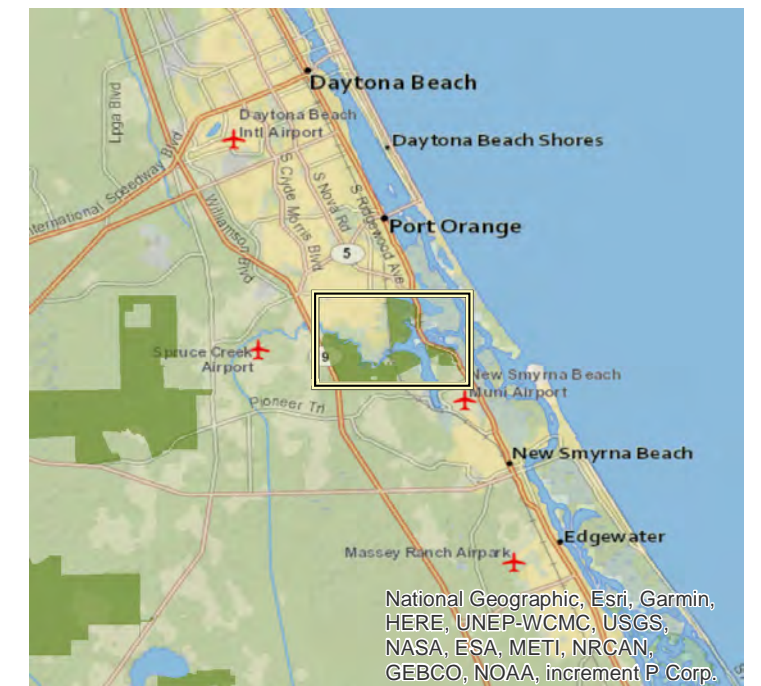 Daytona Beach
Lpga Blvd
Daytona Beach
Intl Airport
Daytona Beach Shores
International Speedway Blvd
S Clyde Morris Blvd
S Nova Rd
S Ridgewood Ave
Williamson Blvd
Port Orange
5
9
Spruce Creek
Airport
New Smyrna Beach
Muni Airport
Pioneer Trl
New Smyrna Beach
Edgewater
Massey Ranch Airpark
National Geographic, Esri, Garmin,
HERE, UNEP-WCMC, USGS,
NASA, ESA, METI, NRCAN,
GEBCO, NOAA, increment P Corp.